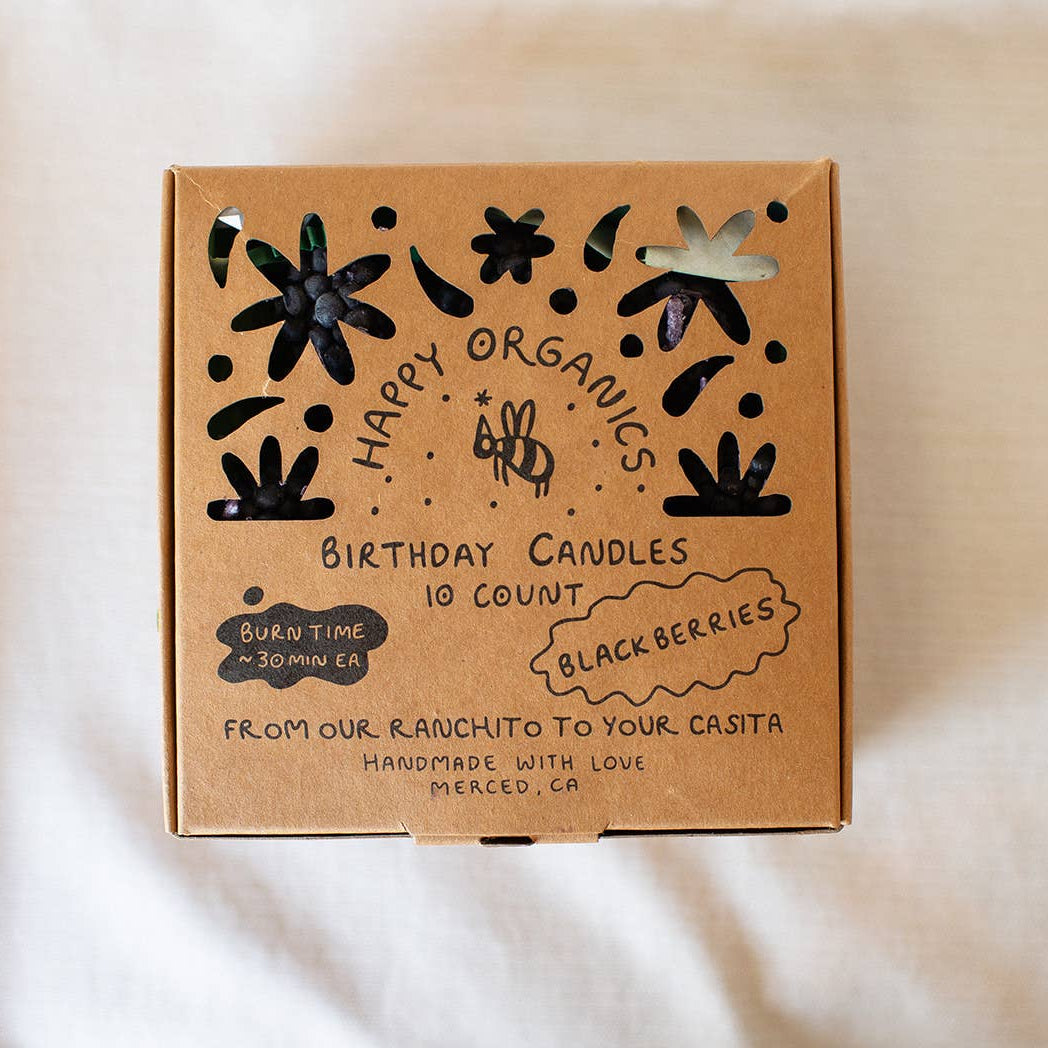 HAPPY ORGANICS
BIRTHDAY CANDLES
10 COUNT
BURN TIME
~30 MIN EA
BLACKBERRIES
FROM OUR RANCHITO TO YOUR CASITA
HANDMADE WITH LOVE
MERCED, CA